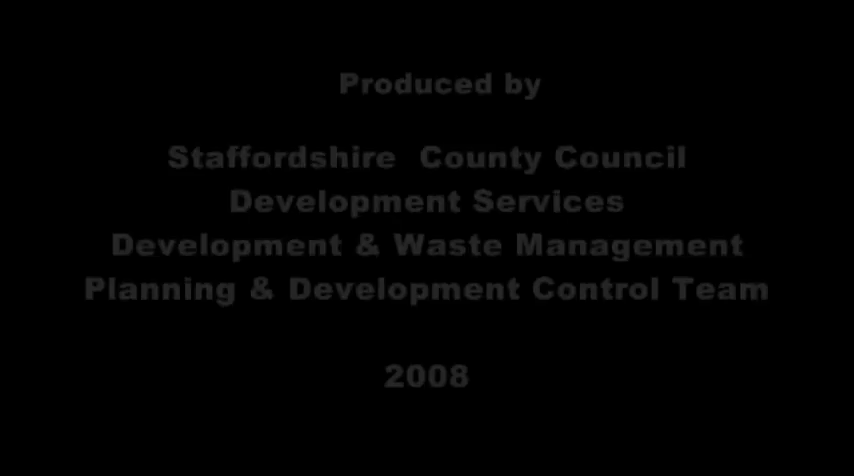 Produced by
Staffordshire County Council
Development Services
Development & Waste Management
Planning & Development Control Team
2008